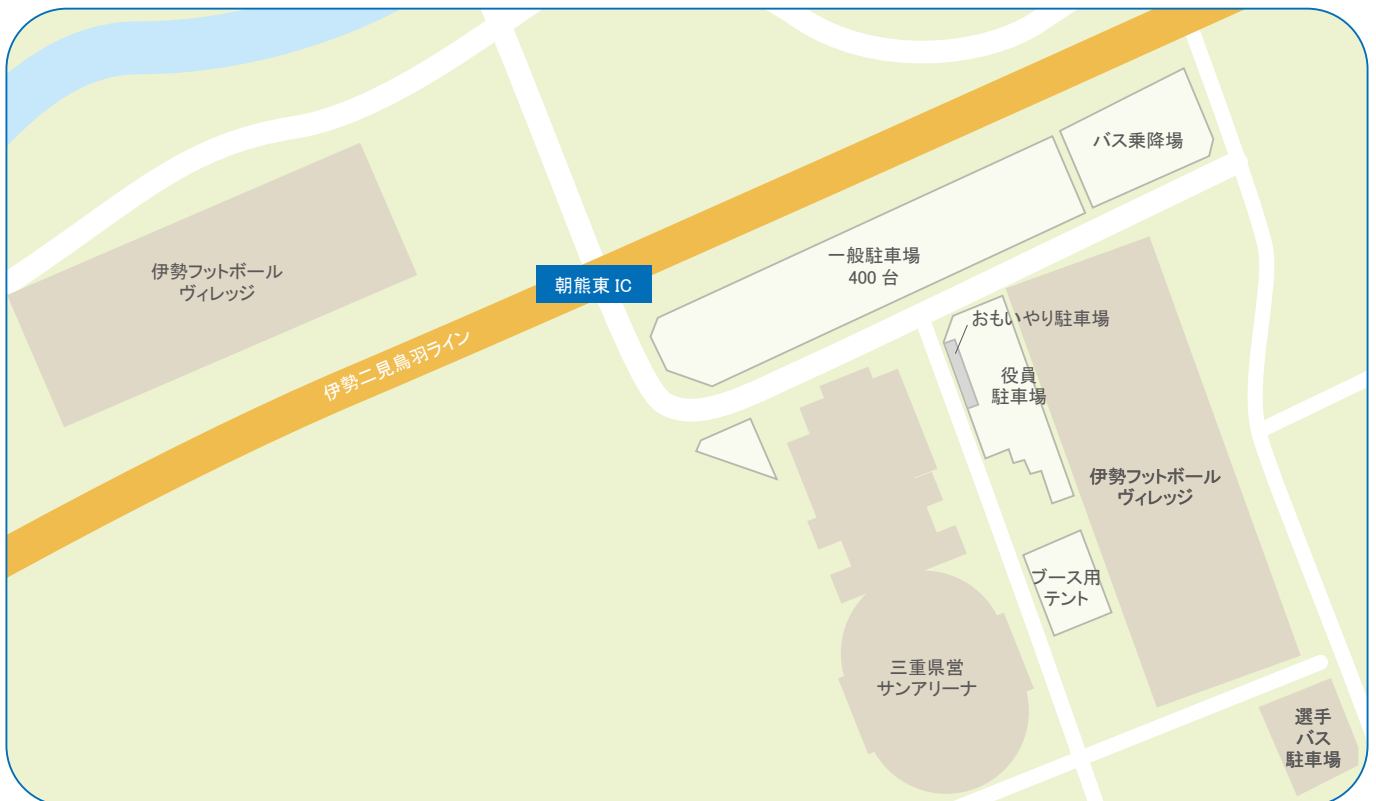 バス乗降場
一般駐車場
400 台
伊勢フットボール
ヴィレッジ
朝熊東 IC
おもいやり駐車場
伊勢二見鳥羽ライン
役員
駐車場
伊勢フットボール
ヴィレッジ
ブース用
テント
三重県営
サンアリーナ
選手
バス
駐車場